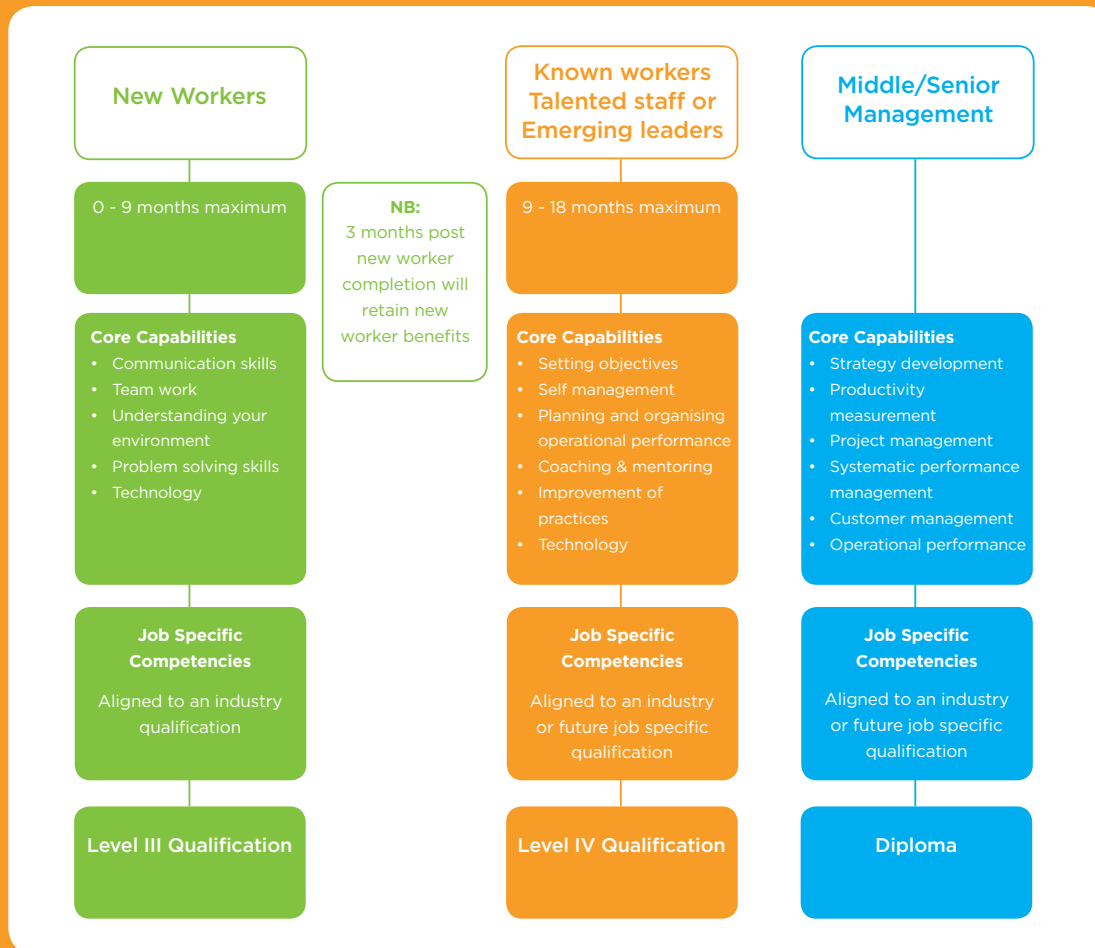 New Workers
0 - 9 months maximum
Core Capabilities
• Communication skills
• Team work
• Understanding your
environment
• Problem solving skills
• Technology
Job Specific
Competencies
Aligned to an industry
qualification
Level III Qualification
NB:
3 months post
new worker
completion will
retain new
worker benefits
Known workers
Talented staff or
Emerging leaders
9 - 18 months maximum
Core Capabilities
• Setting objectives
• Self management
• Planning and organising
operational performance
• Coaching & mentoring
• Improvement of
practices
• Technology
Job Specific
Competencies
Aligned to an industry
or future job specific
qualification
Level IV Qualification
Middle/Senior
Management
Core Capabilities
• Strategy development
• Productivity
measurement
• Project management
• Systematic performance
management
• Customer management
• Operational performance
Job Specific
Competencies
Aligned to an industry
or future job specific
qualification
Diploma